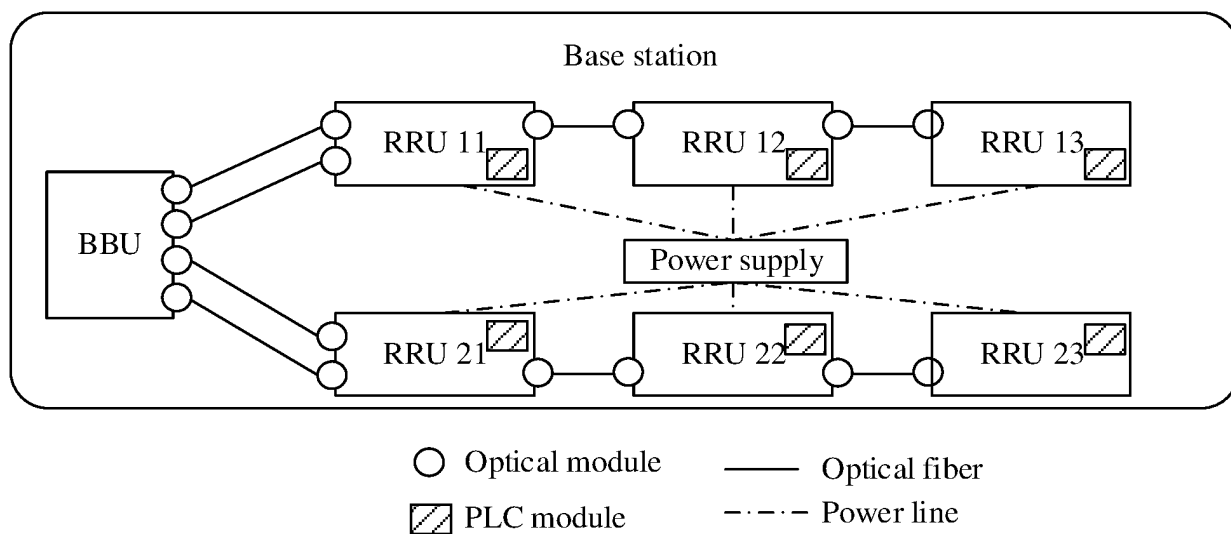 Base station
RRU 11
RRU 12
RRU 13
BBU
Power supply
RRU 21
RRU 22
RRU 23
Optical module
Optical fiber
PLC module
Power line